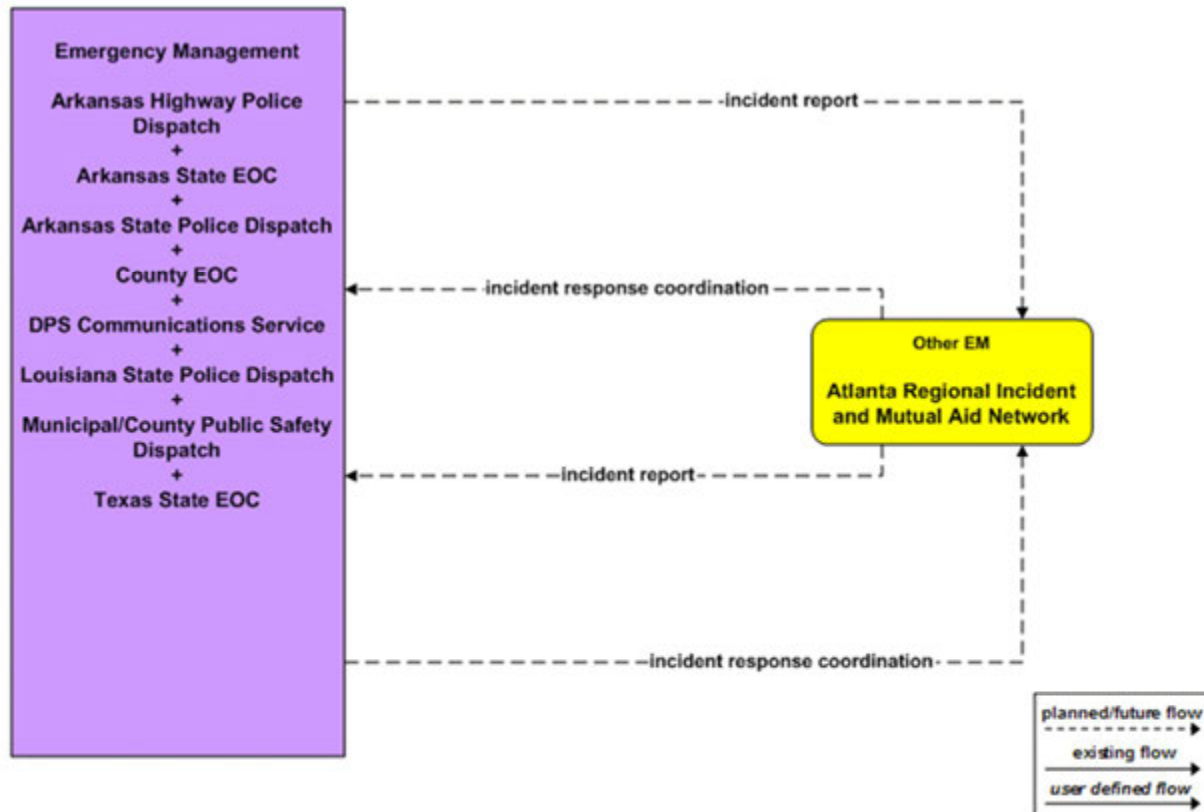 Emergency Management
Arkansas Highway Police
Dispatch
+
Arkansas State EOC
+
Arkansas State Police Dispatch
+
County EOC
+
DPS Communications Service
+
Louisiana State Police Dispatch
+
Municipal/County Public Safety
Dispatch
+
Texas State EOC
incident report
incident response coordination
Other EM
Atlanta Regional Incident
and Mutual Aid Network
incident report
incident response coordination
planned/future flow
existing flow
user defined flow